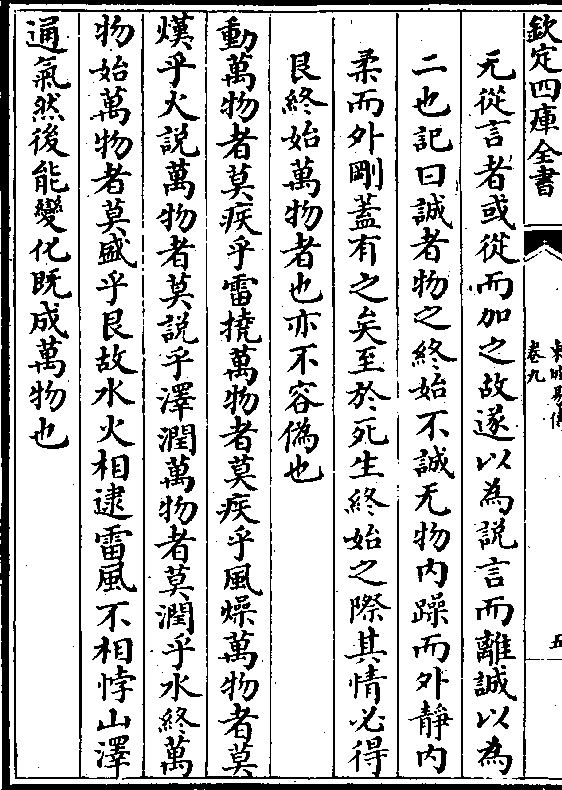 欽定四庫全書
東坡易傳
卷九
五
无從言者或從而加之故遂以為説言而離誠以為
二也記曰誠者物之終始不誠无物内躁而外靜内
柔而外剛蓋有之矣至於死生終始之際其情必得
艮終始萬物者也亦不容僞也
動萬物者莫疾乎雷撓萬物者莫疾乎風燥萬物者莫
熯乎火説萬物者莫説乎澤潤萬物者莫潤乎水終萬
物始萬物者莫盛乎艮故水火相逮雷風不相悖山澤
通氣然後能變化既成萬物也